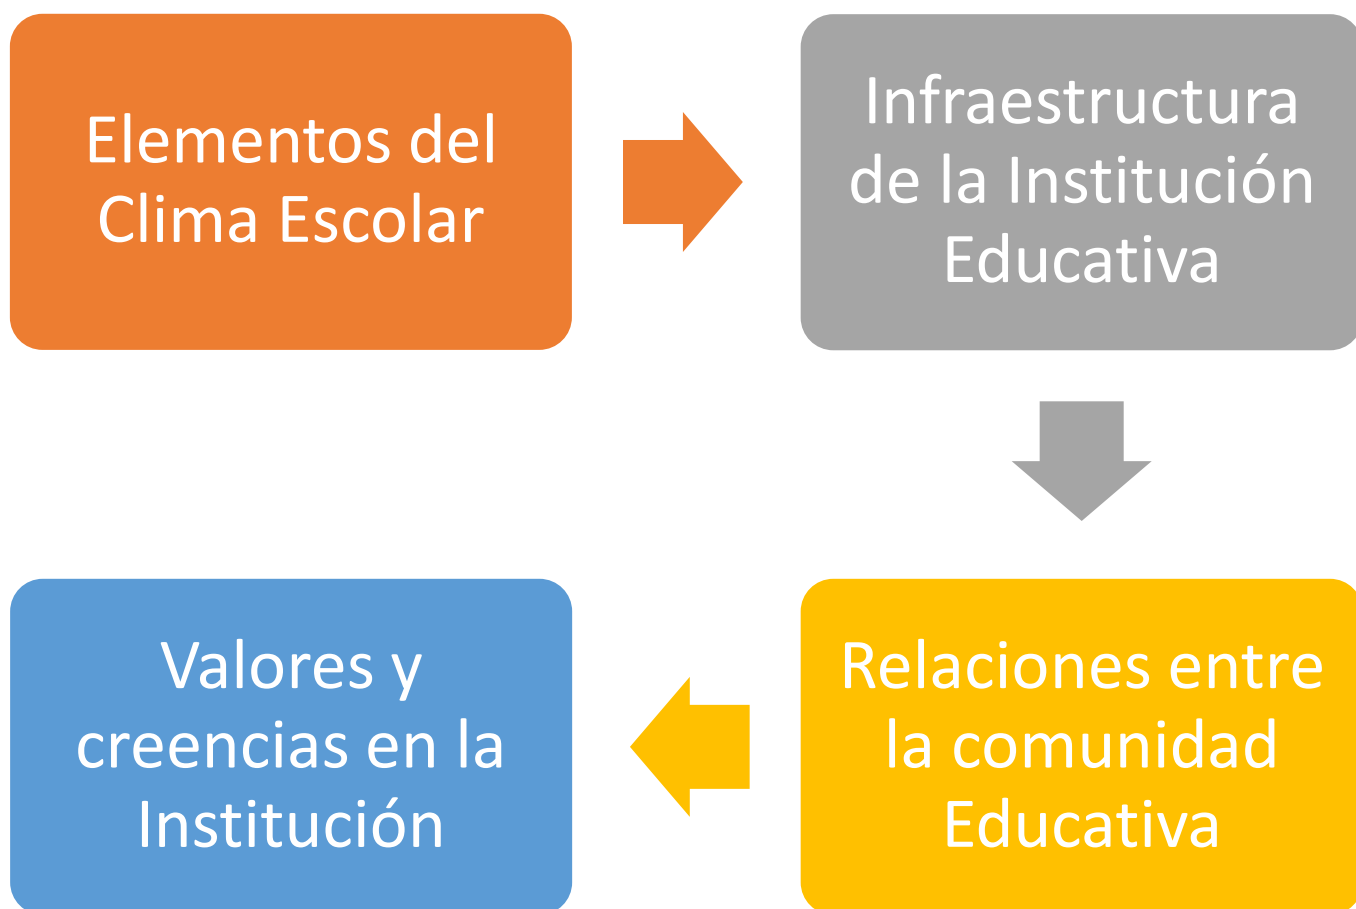 Elementos del
Clima Escolar
Infraestructura
de la Institución
Educativa
Relaciones entre
la comunidad
Educativa
Valores y
creencias en la
Institución